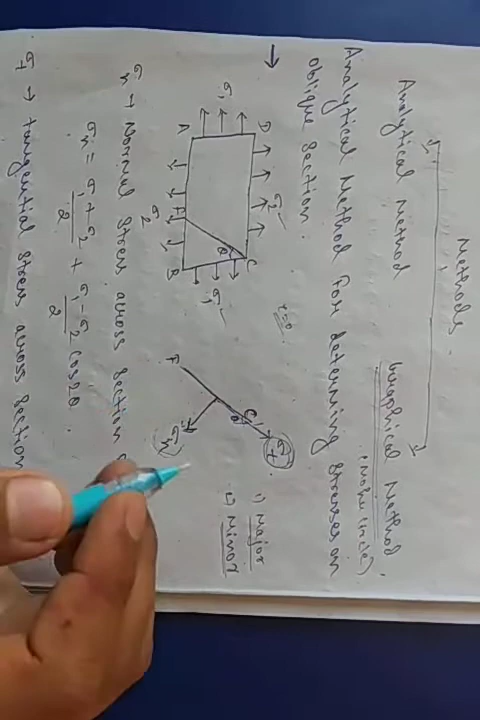 Methods.
Analytical Method
Graphical Method
(Mohr circle)
Analytical Method for determining stresses on
oblique section.
D
σ2
C
σ1
σ1
θ
τ=0
A
F
B
σ2
F
C
θ
σt
σn
i) Major
ii) Minor
σn → Normal stress across section
σn = σ1 + σ2 / 2 + σ1 - σ2 / 2 cos2θ.
σt → tangential stress across section